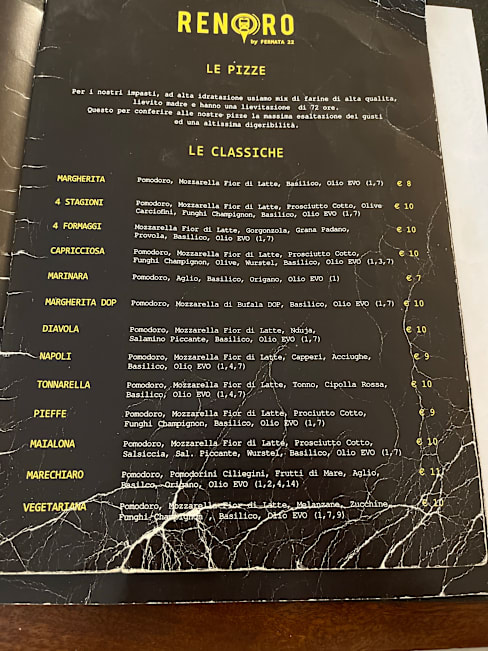 RENORO
by FERMATA 22
LE PIZZE
Per i nostri impasti, ad alta idratazione usiamo mix di farine di alta qualita,
lievito madre e hanno una lievitazione di 72 ore.
Questo per conferire alle nostre pizze la massima esaltazione dei gusti
ed una altissima digeribilità.
LE CLASSICHE
MARGHERITA Pomodoro, Mozzarella Fior di Latte, Basilico, Olio EVO (1,7) € 8
4 STAGIONI Pomodoro, Mozzarella Fior di Latte, Prosciutto Cotto, Olive € 10
Carciofini, Funghi Champignon, Basilico, Olio EVO (1,7)
4 FORMAGGI Mozzarella Fior di Latte, Gorgonzola, Grana Padano, € 10
Provola, Basilico, Olio EVO (1,7)
CAPRICCIOSA Pomodoro, Mozzarella Fior di Latte, Prosciutto Cotto, € 10
Funghi Champignon, Olive, Wurstel, Basilico, Olio EVO (1,3,7)
MARINARA Pomodoro, Aglio, Basilico, Origano, Olio EVO (1) € 7
MARGHERITA DOP Pomodoro, Mozzarella di Bufala DOP, Basilico, Olio EVO (1,7) € 10
DIAVOLA Pomodoro, Mozzarella Fior di Latte, Nduja, € 10
Salamino Piccante, Basilico, Olio EVO (1,7)
NAPOLI Pomodoro, Mozzarella Fior di Latte, Capperi, Acciughe, € 9
Basilico, Olio EVO (1,4,7)
TONNARELLA Pomodoro, Mozzarella Fior di Latte, Tonno, Cipolla Rossa, € 10
Basilico, Olio EVO (1,4,7)
PIEFFE Pomodoro, Mozzarella Fior di Latte, Prociutto Cotto, € 9
Funghi Champignon, Basilico, Olio EVO (1,7)
MAIALONA Pomodoro, Mozzarella Fior di Latte, Prosciutto Cotto, € 10
Salsiccia, Sal. Piccante, Wurstel, Basilico, Olio EVO (1,7)
MARECHIARO Pomodoro, Pomodorini Ciliegini, Frutti di Mare, Aglio, € 11
Basilco, Origano, Olio EVO (1,2,4,14)
VEGETARIANA Pomodoro, Mozzarella Fior di Latte, Melanzane, Zucchine, € 10
Funghi Champignon , Basilico, Olio EVO (1,7,9)